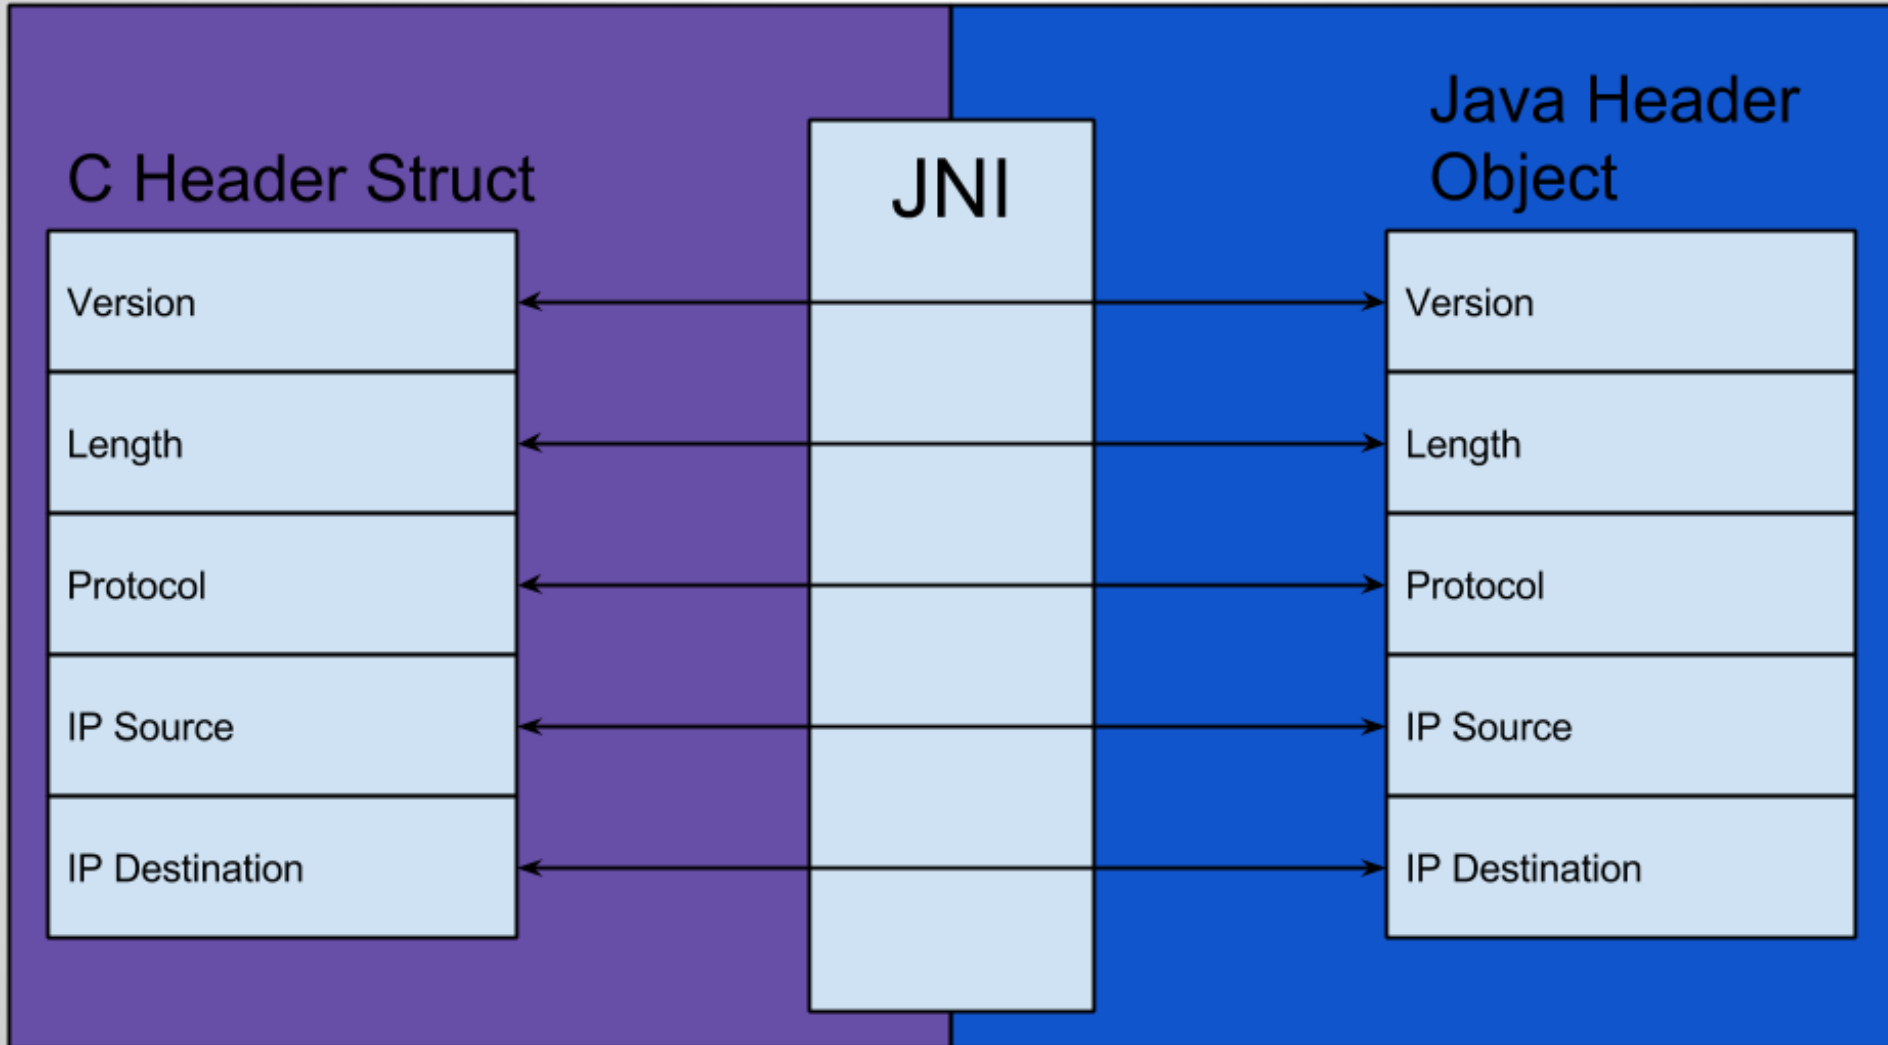 C Header Struct
Version
Length
Protocol
IP Source
IP Destination
JNI
Java Header
Object
Version
Length
Protocol
IP Source
IP Destination